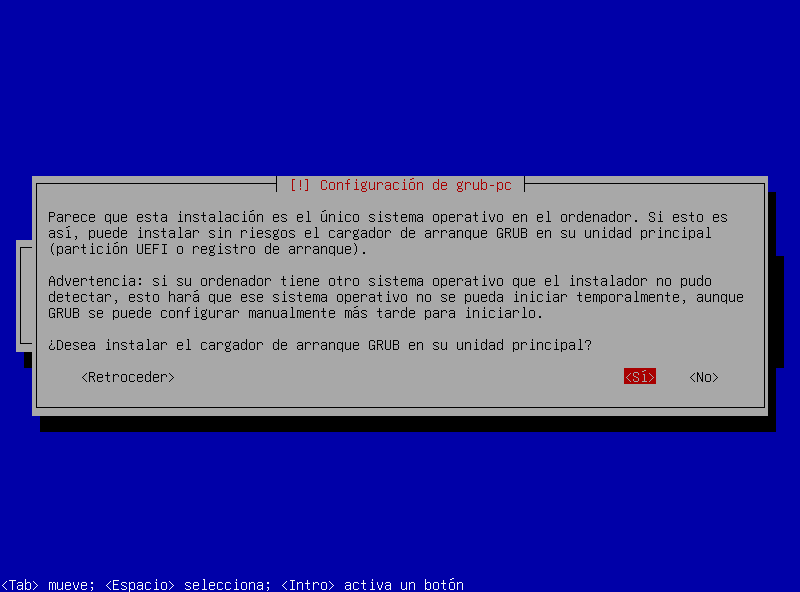 [!] Configuración de grub-pc
Parece que esta instalación es el único sistema operativo en el ordenador. Si esto es
así, puede instalar sin riesgos el cargador de arranque GRUB en su unidad principal
(partición UEFI o registro de arranque).
Advertencia: si su ordenador tiene otro sistema operativo que el instalador no pudo
detectar, esto hará que ese sistema operativo no se pueda iniciar temporalmente, aunque
GRUB se puede configurar manualmente más tarde para iniciarlo.
¿Desea instalar el cargador de arranque GRUB en su unidad principal?
<Retroceder> <Sí> <No>
<Tab> mueve; <Espacio> selecciona; <Intro> activa un botón